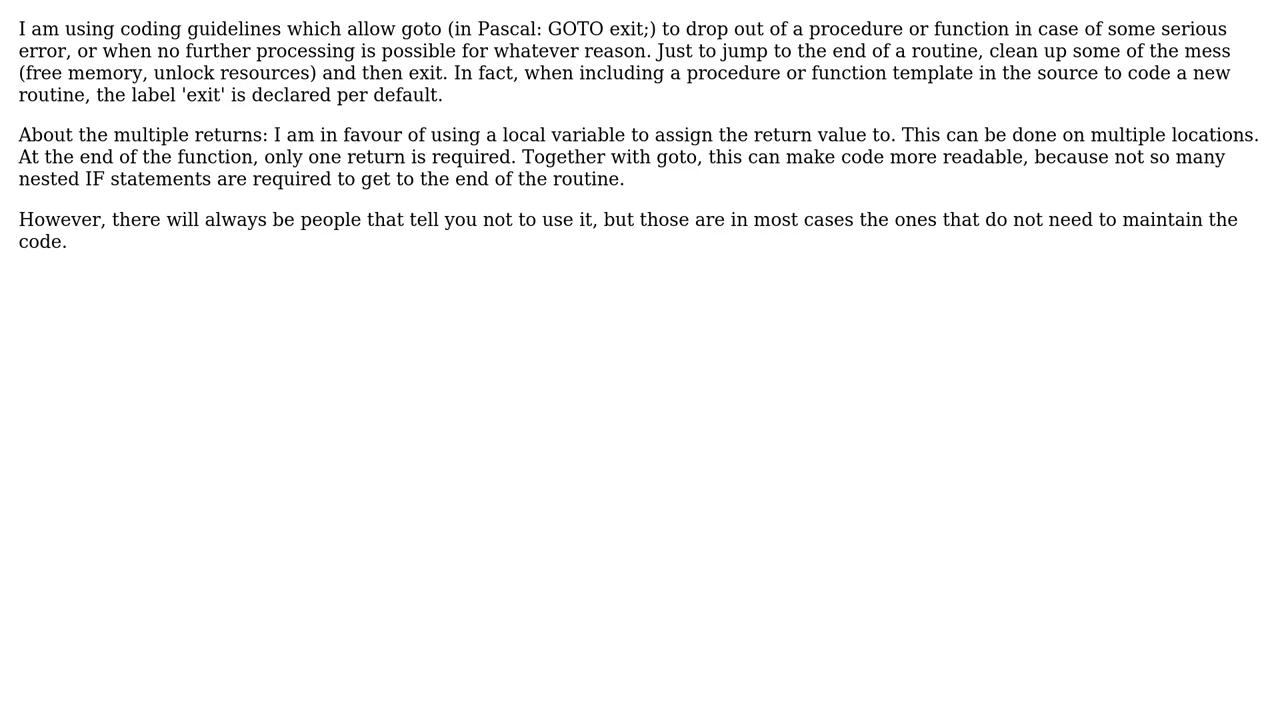 I am using coding guidelines which allow goto (in Pascal: GOTO exit;) to drop out of a procedure or function in case of some serious
error, or when no further processing is possible for whatever reason. Just to jump to the end of a routine, clean up some of the mess
(free memory, unlock resources) and then exit. In fact, when including a procedure or function template in the source to code a new
routine, the label 'exit' is declared per default.
About the multiple returns: I am in favour of using a local variable to assign the return value to. This can be done on multiple locations.
At the end of the function, only one return is required. Together with goto, this can make code more readable, because not so many
nested IF statements are required to get to the end of the routine.
However, there will always be people that tell you not to use it, but those are in most cases the ones that do not need to maintain the
code.